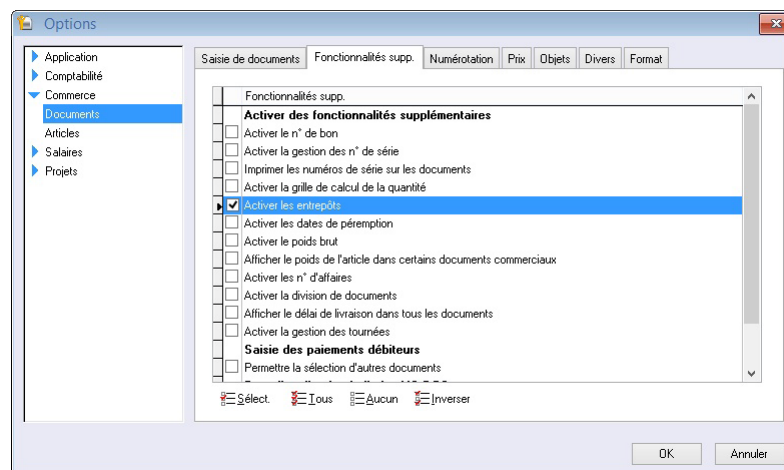 Options
Application
Comptabilité
Commerce
Documents
Articles
Salaires
Projets
Saisie de documents Fonctionnalités supp. Numérotation Prix Objets Divers Format
Fonctionnalités supp.
Activer des fonctionnalités supplémentaires
Activer le n° de bon
Activer la gestion des n° de série
Imprimer les numéros de série sur les documents
Activer la grille de calcul de la quantité
Activer les entrepôts
Activer les dates de péremption
Activer le poids brut
Afficher le poids de l'article dans certains documents commerciaux
Activer les n° d'affaires
Activer la division de documents
Afficher le délai de livraison dans tous les documents
Activer la gestion des tournées
Saisie des paiements débiteurs
Permettre la sélection d'autres documents
Sélect. Tous Aucun Inverser
OK Annuler